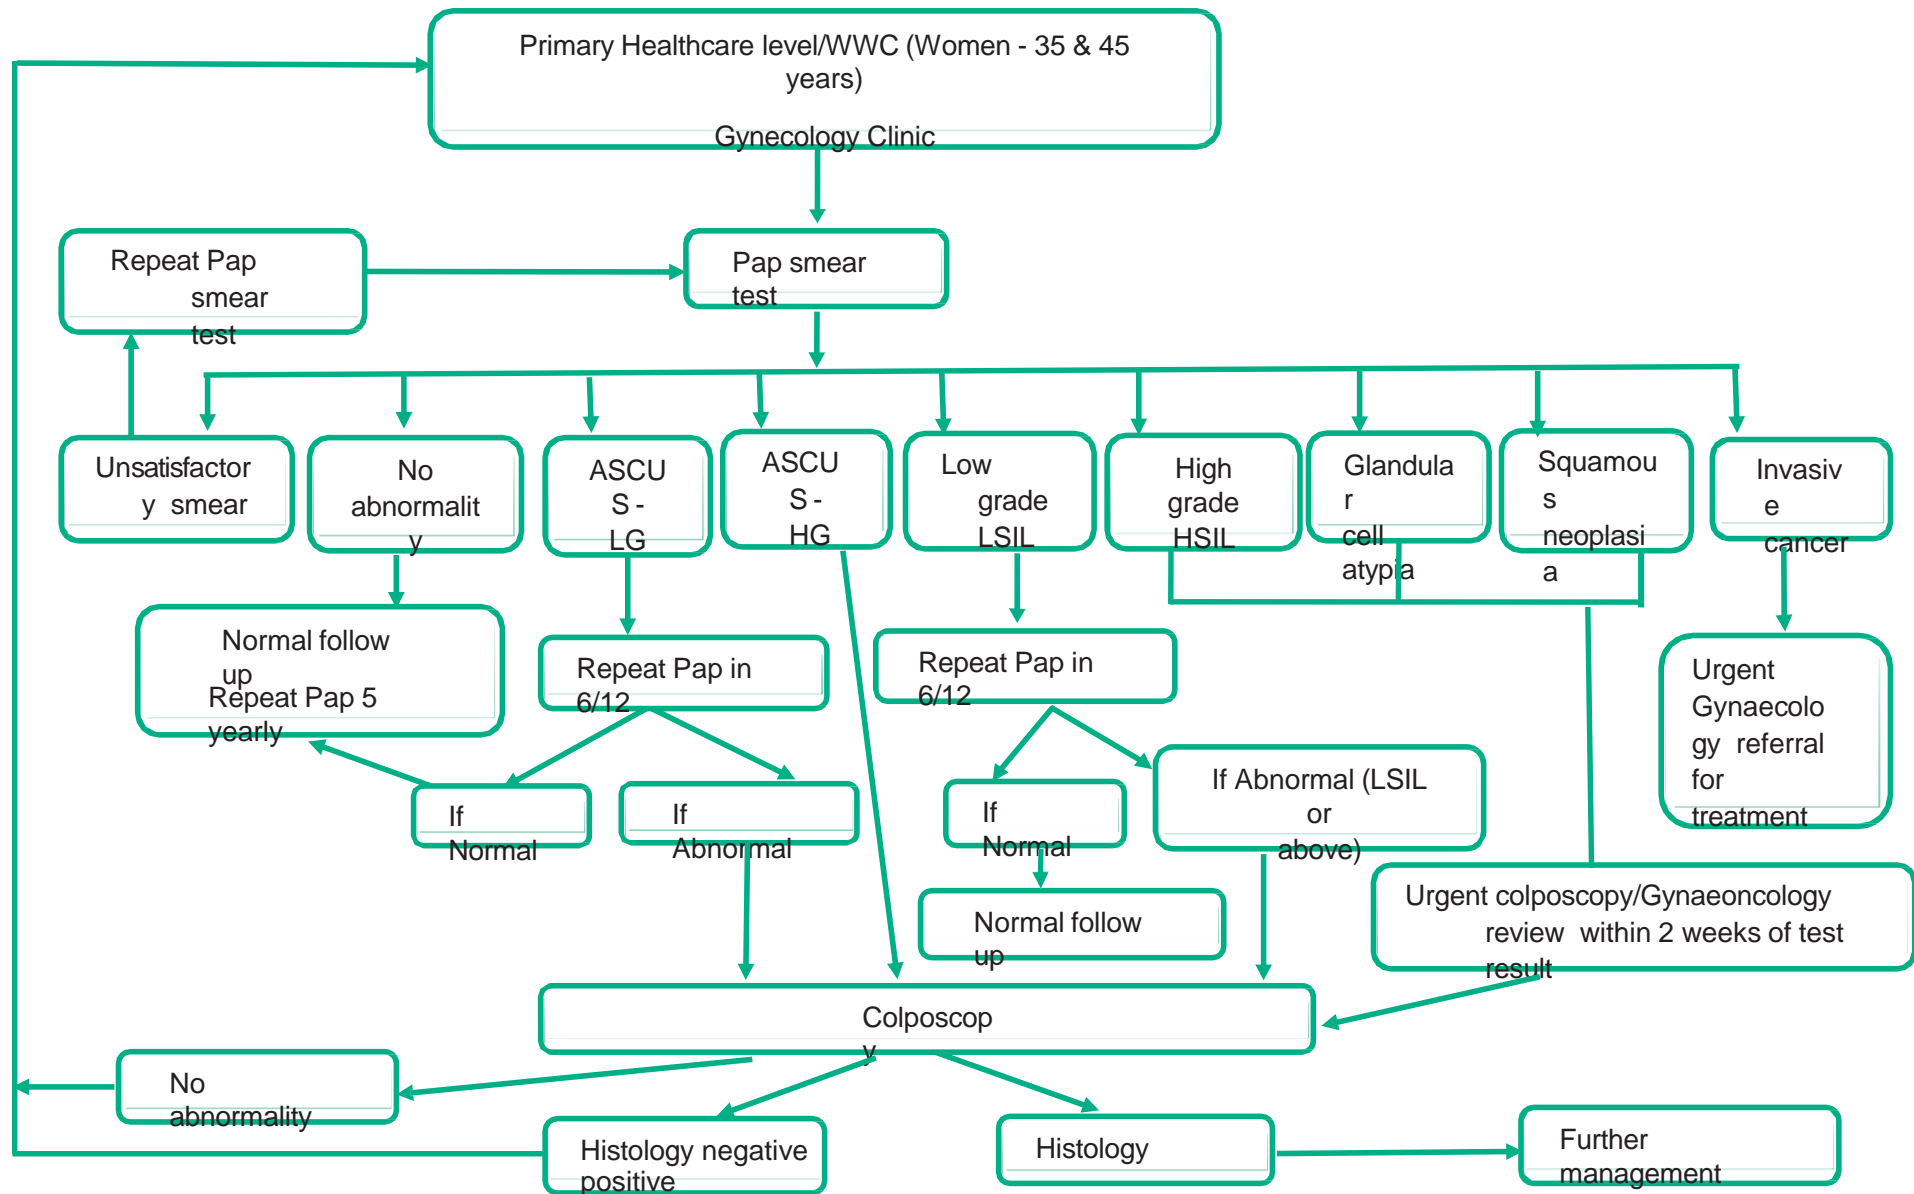 Primary Healthcare level/WWC (Women - 35 & 45
years)
Gynecology Clinic
Repeat Pap
smear
test
Pap smear
test
Unsatisfactor
y smear
No
abnormalit
y
ASCU
S -
LG
ASCU
S -
HG
Low
grade
LSIL
High
grade
HSIL
Glandula
r
cell
atypia
Squamou
s
neoplasi
a
Invasiv
e
cancer
Normal follow
up
Repeat Pap 5
yearly
Repeat Pap in
6/12
Repeat Pap in
6/12
Urgent
Gynaecolo
gy referral
for
treatment
If
Normal
If
Abnormal
If
Normal
If Abnormal (LSIL
or
above)
Normal follow
up
Urgent colposcopy/Gynaeoncology
review within 2 weeks of test
result
Colposcop
y
No
abnormality
Histology negative
positive
Histology
Further
management